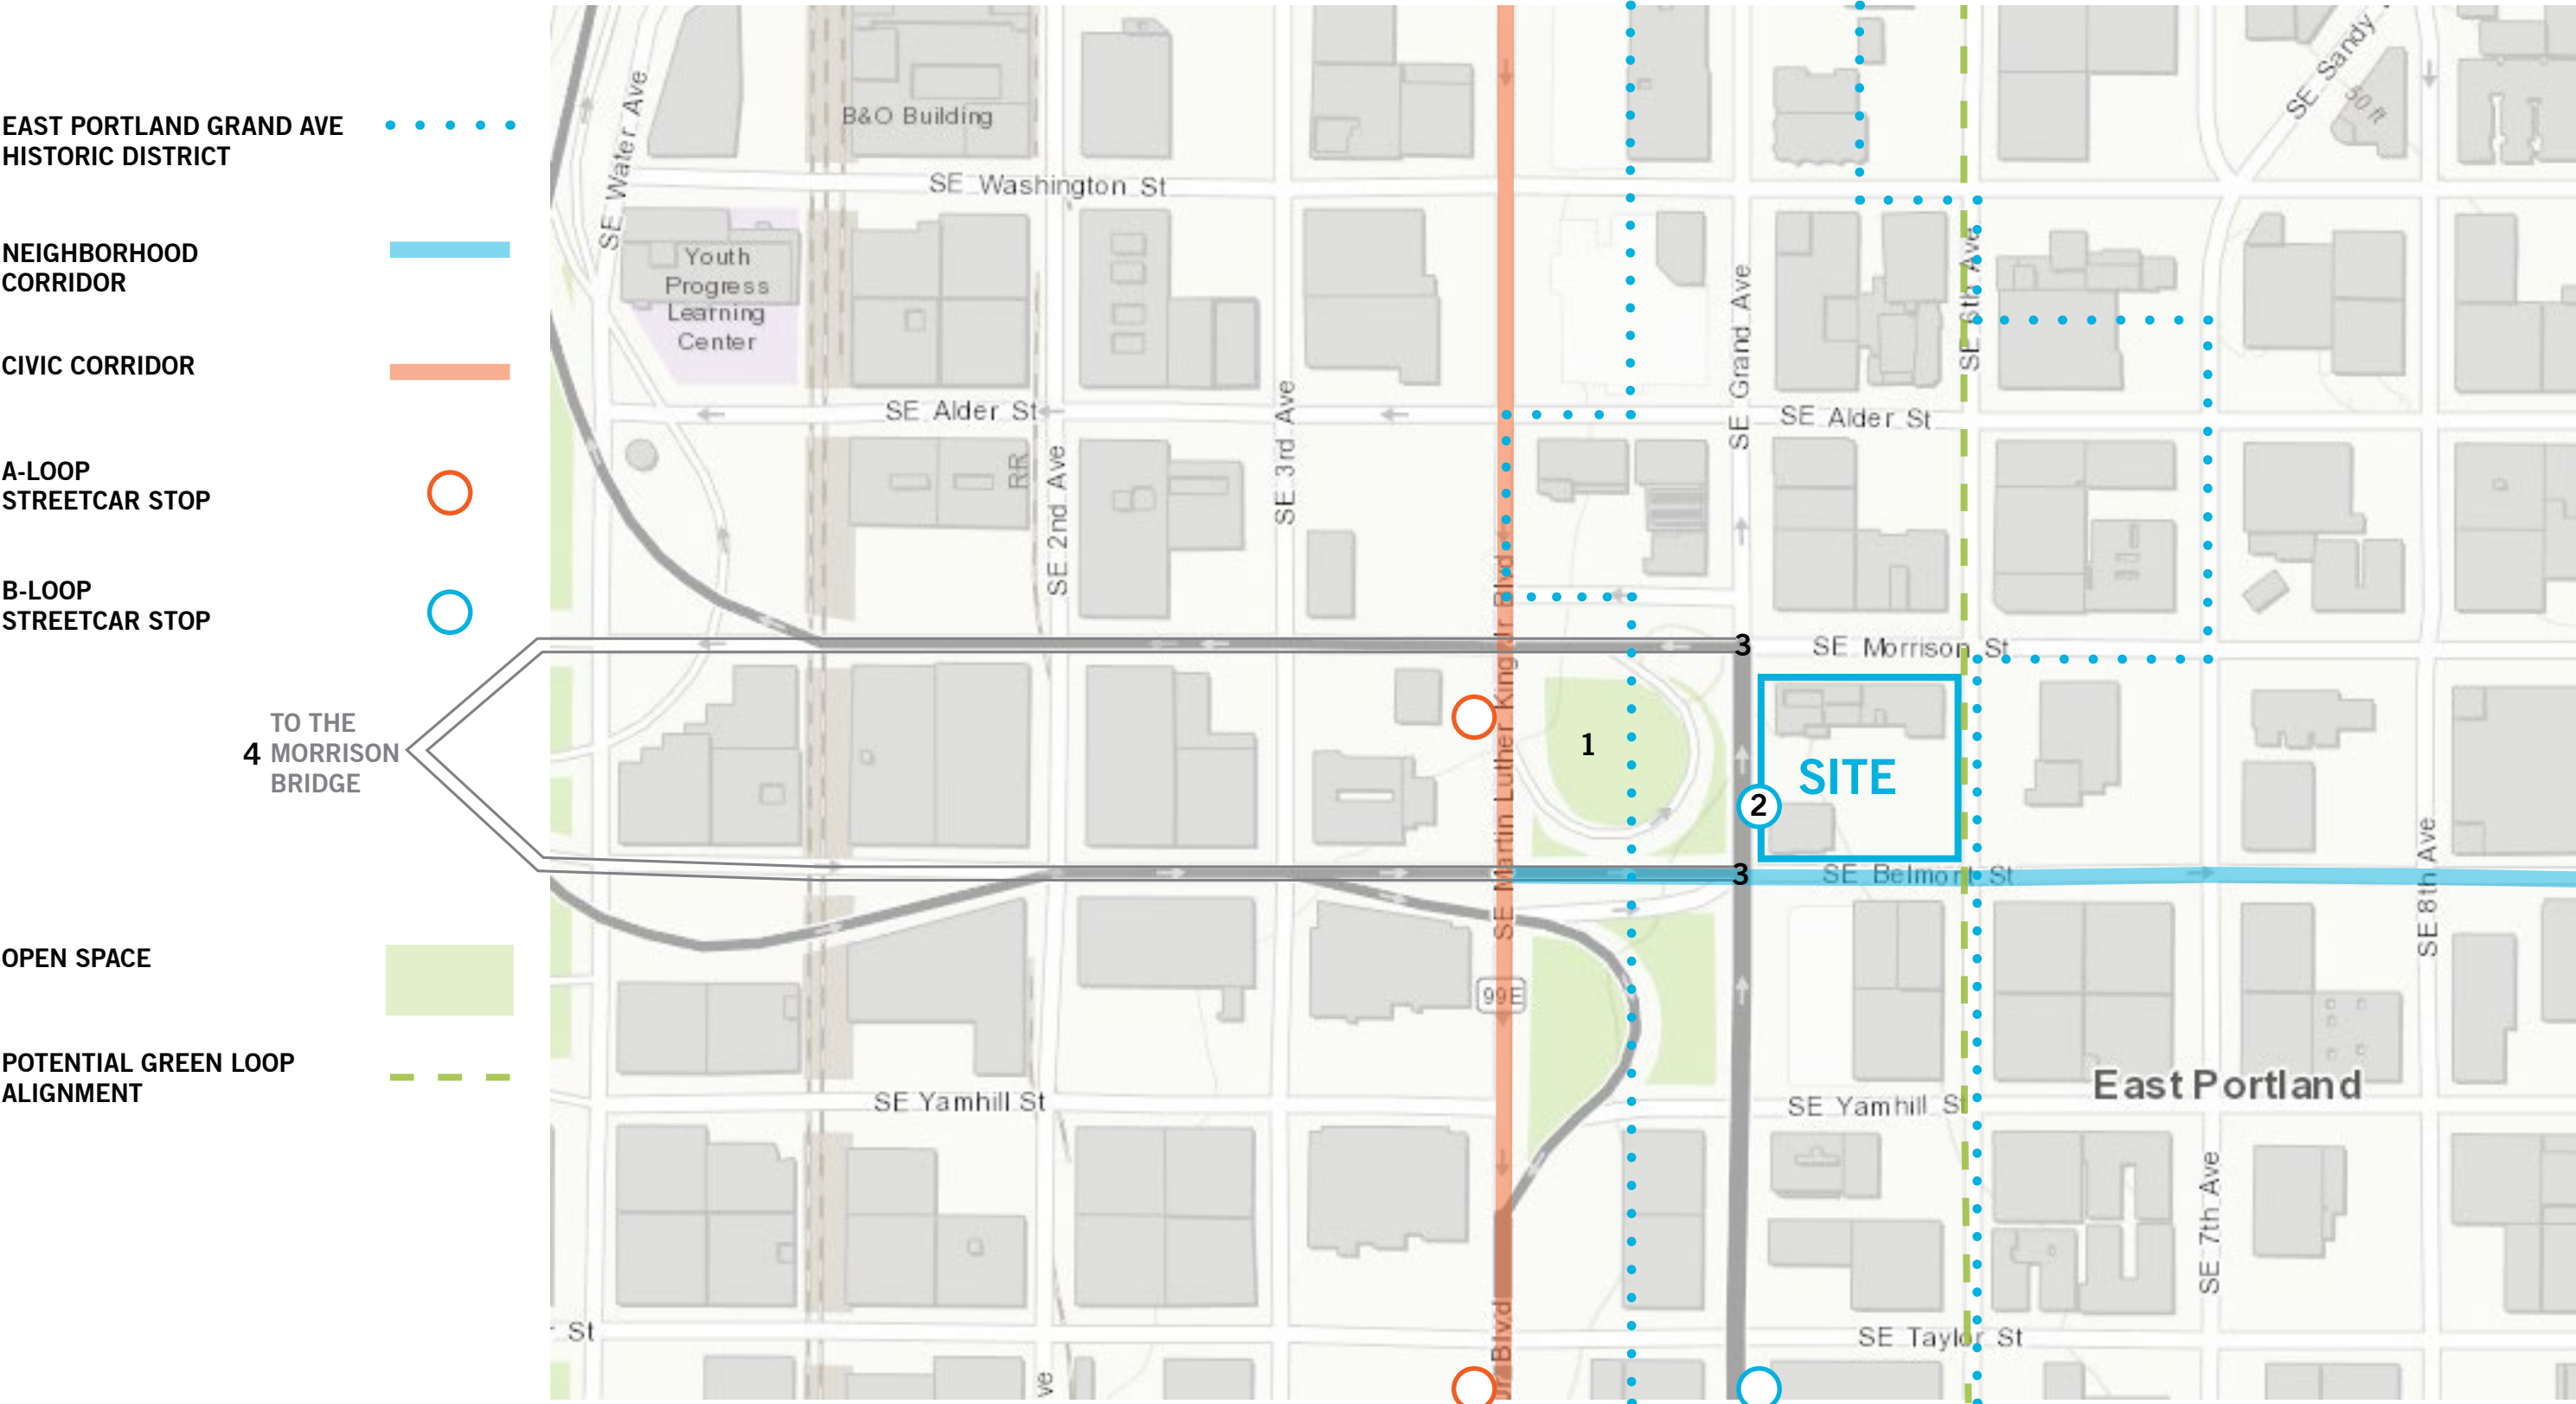 EAST PORTLAND GRAND AVE
HISTORIC DISTRICT
NEIGHBORHOOD
CORRIDOR
CIVIC CORRIDOR
A-LOOP
STREETCAR STOP
B-LOOP
STREETCAR STOP
4 TO THE
MORRISON
BRIDGE
OPEN SPACE
POTENTIAL GREEN LOOP
ALIGNMENT
SE Water Ave
B&O Building
SE Sandy
50 ft
SE Washington St
Youth
Progress
Learning
Center
SE Grand Ave
SE 6th Ave
SE Alder St
SE 3rd Ave
SE Alder St
RR
SE 2nd Ave
SE Martin Luther King Jr Blvd
3
SE Morrison St
1
SITE
2
3
SE Belmont St
SE 8th Ave
99E
East Portland
SE Yamhill St
SE Yamhill St
SE 7th Ave
St
SE Taylor St
Blvd
ve